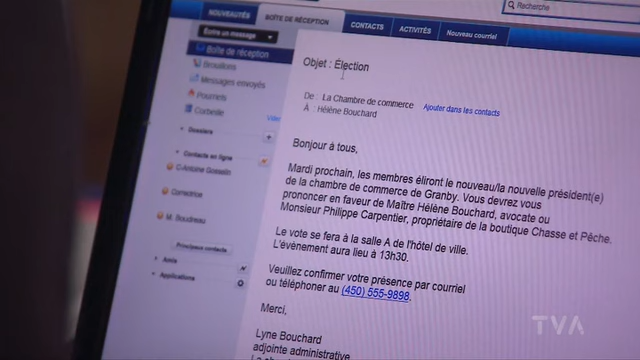 Recherche
NOUVEAUTÉS
BOÎTE DE RÉCEPTION
CONTACTS
ACTIVITÉS
Nouveau courriel
Écrire un message
Boîte de réception
Brouillons
Messages envoyés
Pourriels
Corbeille
Dossiers
Contacts en ligne
C-Antoine Gosselin
M. Boudreau
Principaux contacts
Amis
Applications
Objet : Élection
De : La Chambre de commerce
Ajouter dans les contacts
À : Hélène Bouchard
Bonjour à tous,
Mardi prochain, les membres éliront le nouveau/la nouvelle président(e)
de la chambre de commerce de Granby. Vous devrez vous
prononcer en faveur de Maître Hélène Bouchard, avocate ou
Monsieur Philippe Carpentier, propriétaire de la boutique Chasse et Pêche.
Le vote se fera à la salle A de l'hôtel de ville.
L'évènement aura lieu à 13h30.
Veuillez confirmer votre présence par courriel
ou téléphoner au (450) 555-9898.
Merci,
Lyne Bouchard
adjointe administrative
TVA